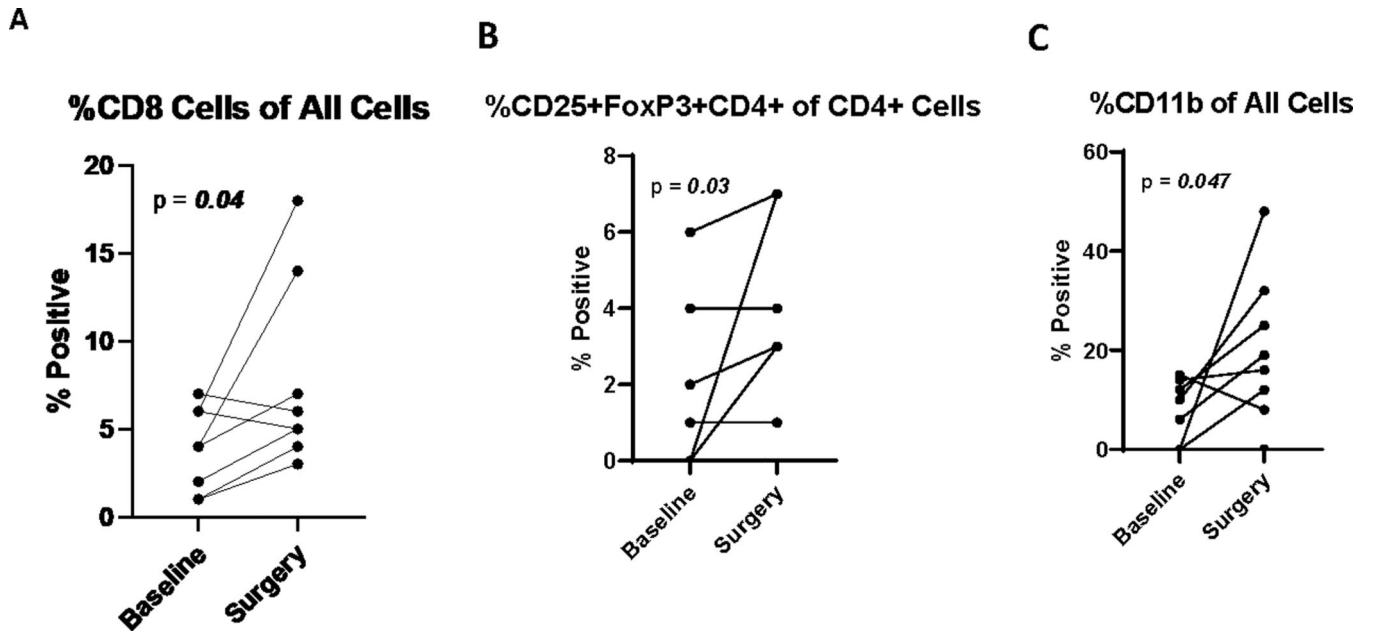 A
%CD8 Cells of All Cells
% Positive
20
15
10
5
0
p = 0.04
Baseline
Surgery
B
%CD25+FoxP3+CD4+ of CD4+ Cells
% Positive
8
6
4
2
0
p = 0.03
Baseline
Surgery
C
%CD11b of All Cells
% Positive
60
40
20
0
p = 0.047
Baseline
Surgery